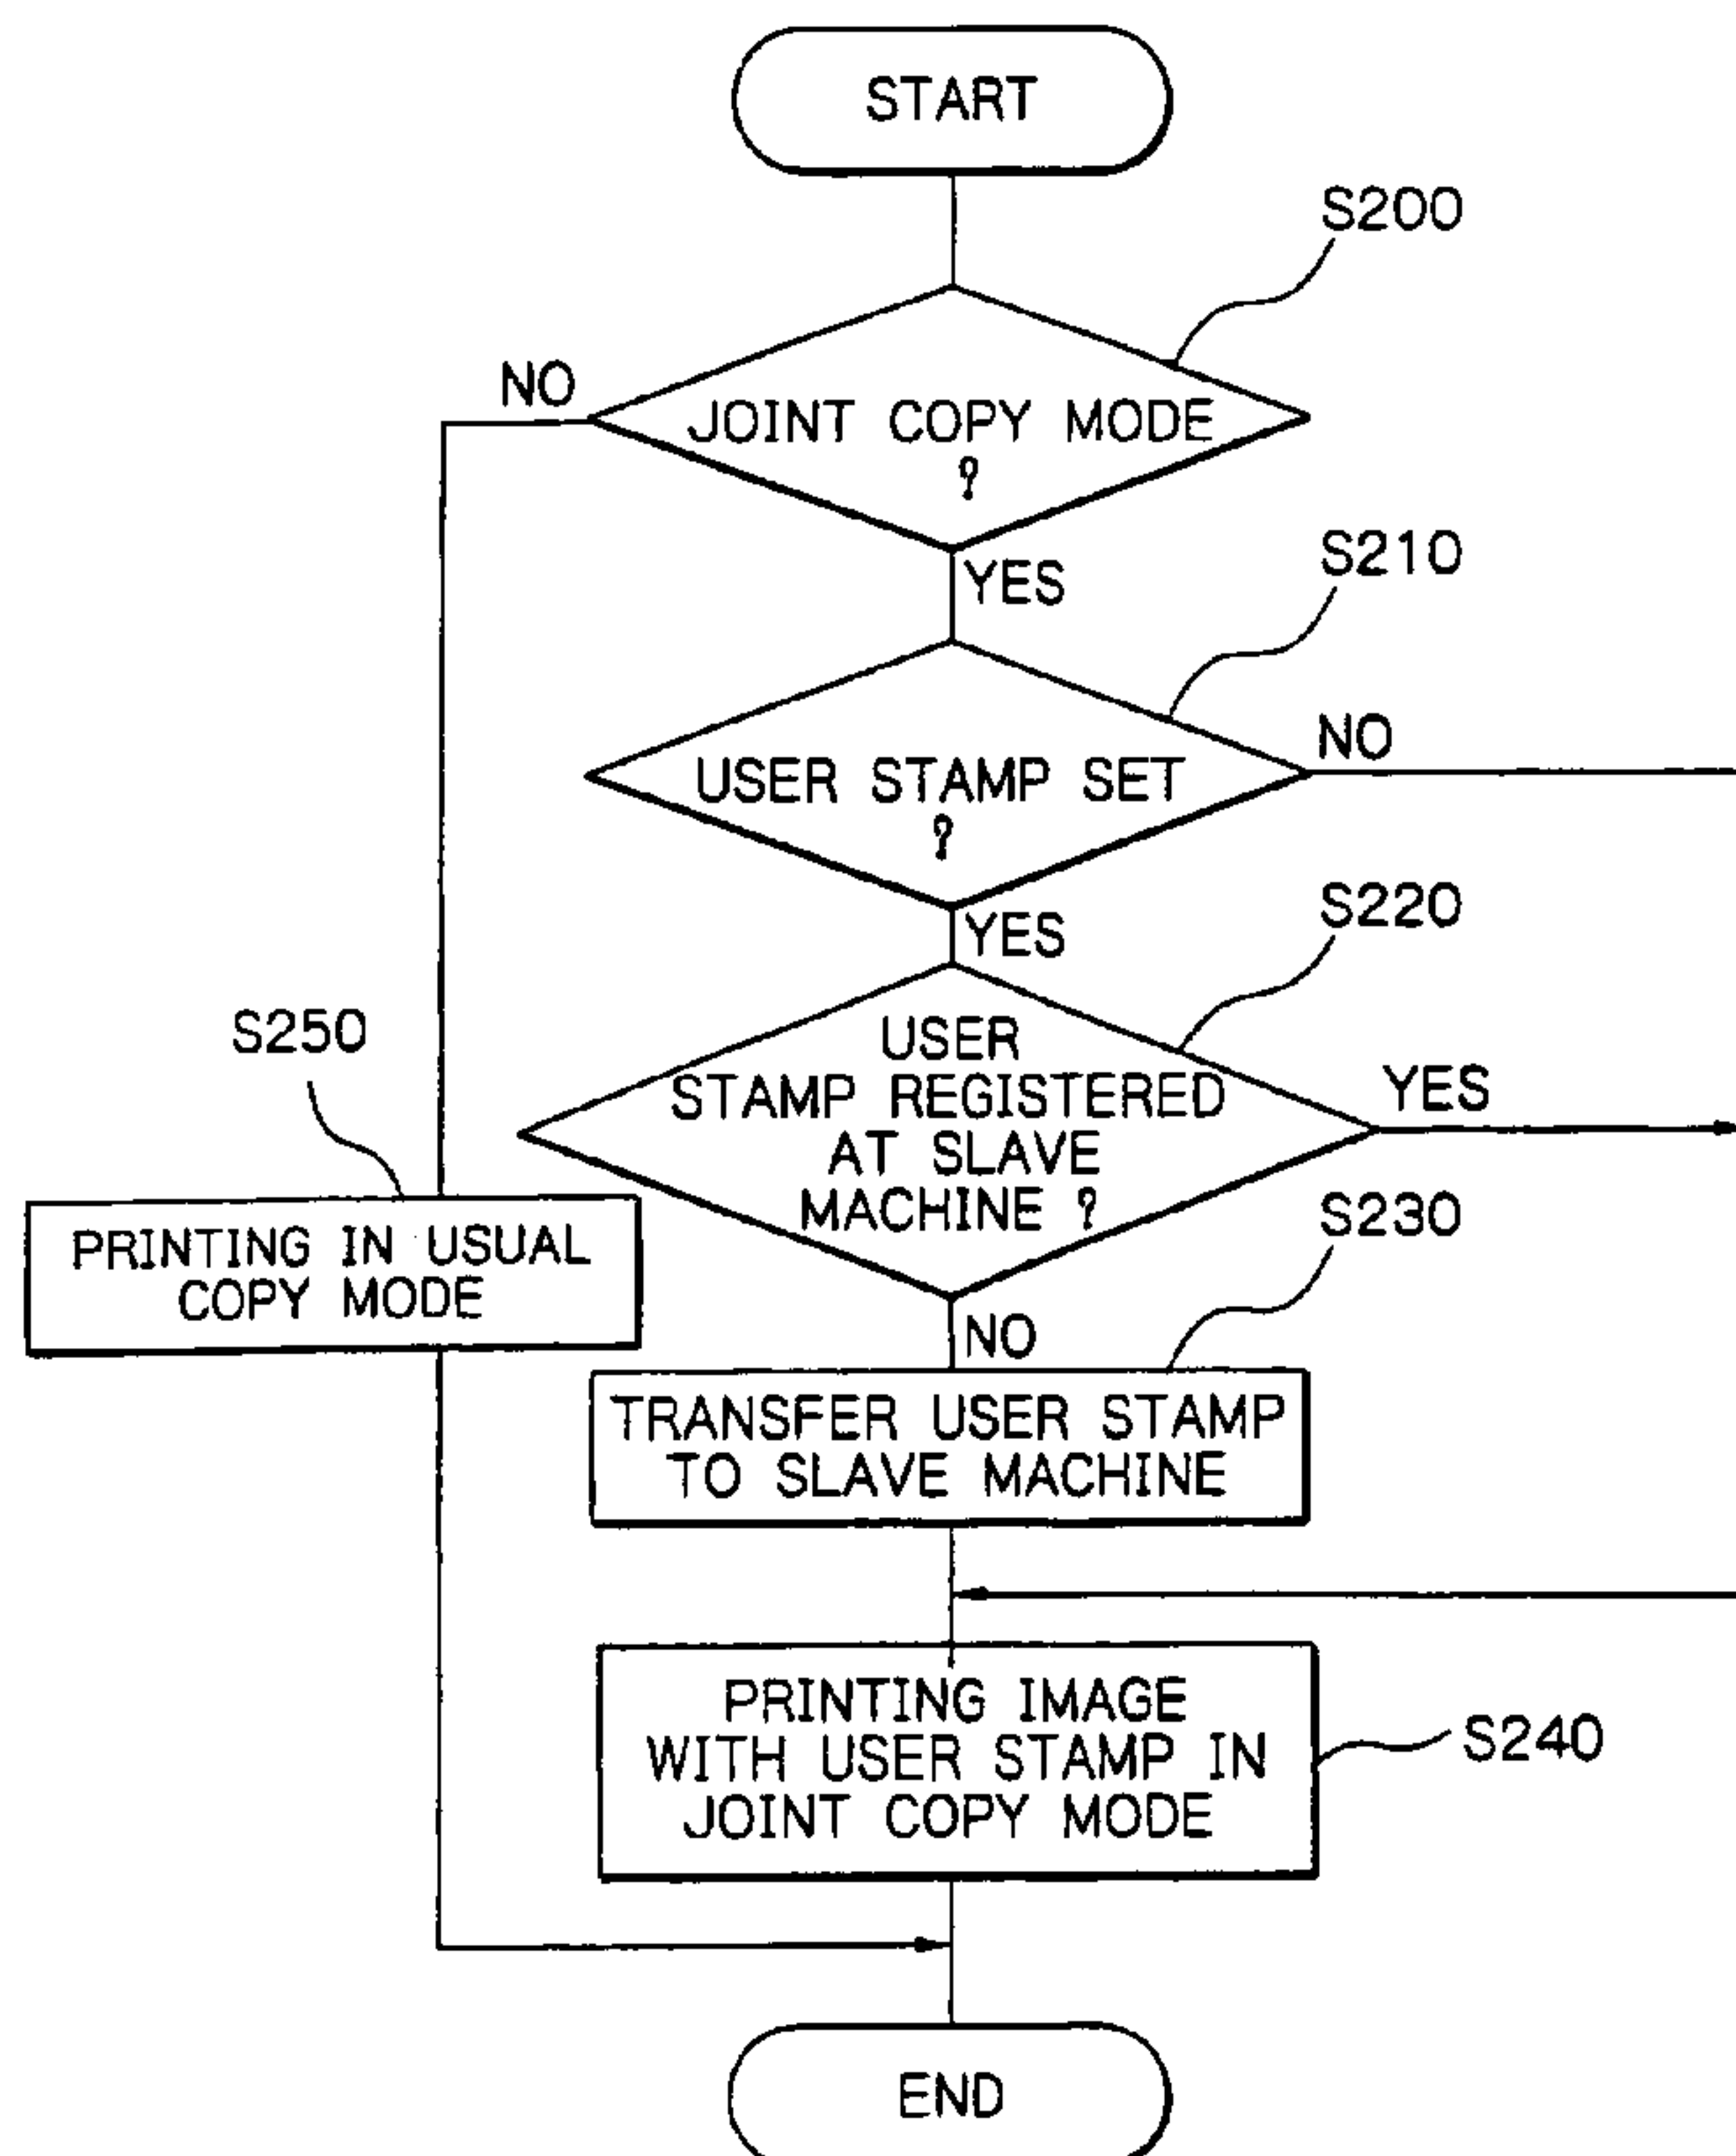 START
S200
NO
JOINT COPY MODE
?
YES
S210
USER STAMP SET
?
NO
YES
S220
USER
STAMP REGISTERED
AT SLAVE
MACHINE ?
YES
S250
PRINTING IN USUAL
COPY MODE
NO
S230
TRANSFER USER STAMP
TO SLAVE MACHINE
PRINTING IMAGE
WITH USER STAMP IN
JOINT COPY MODE
S240
END